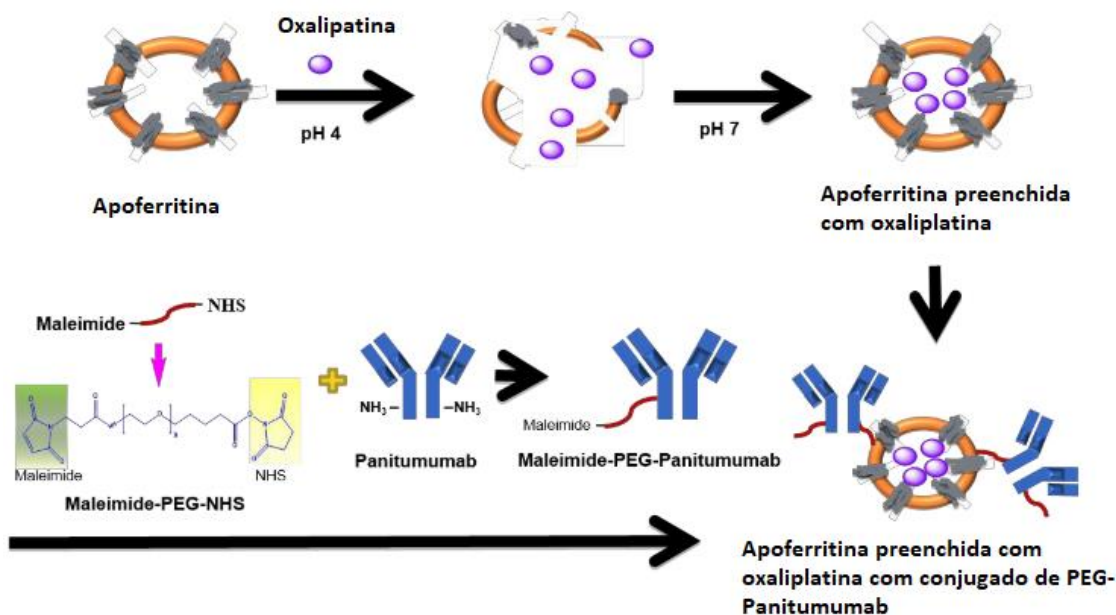 Oxalipatina
pH 4
pH 7
Apoferritina
Apoferritina preenchida
com oxaliplatina
Maleimide
NHS
NH₃
NH₃
Maleimide
Maleimide
NHS
Panitumumab
Maleimide-PEG-Panitumumab
Maleimide-PEG-NHS
Apoferritina preenchida com
oxaliplatina com conjugado de PEG-
Panitumumab